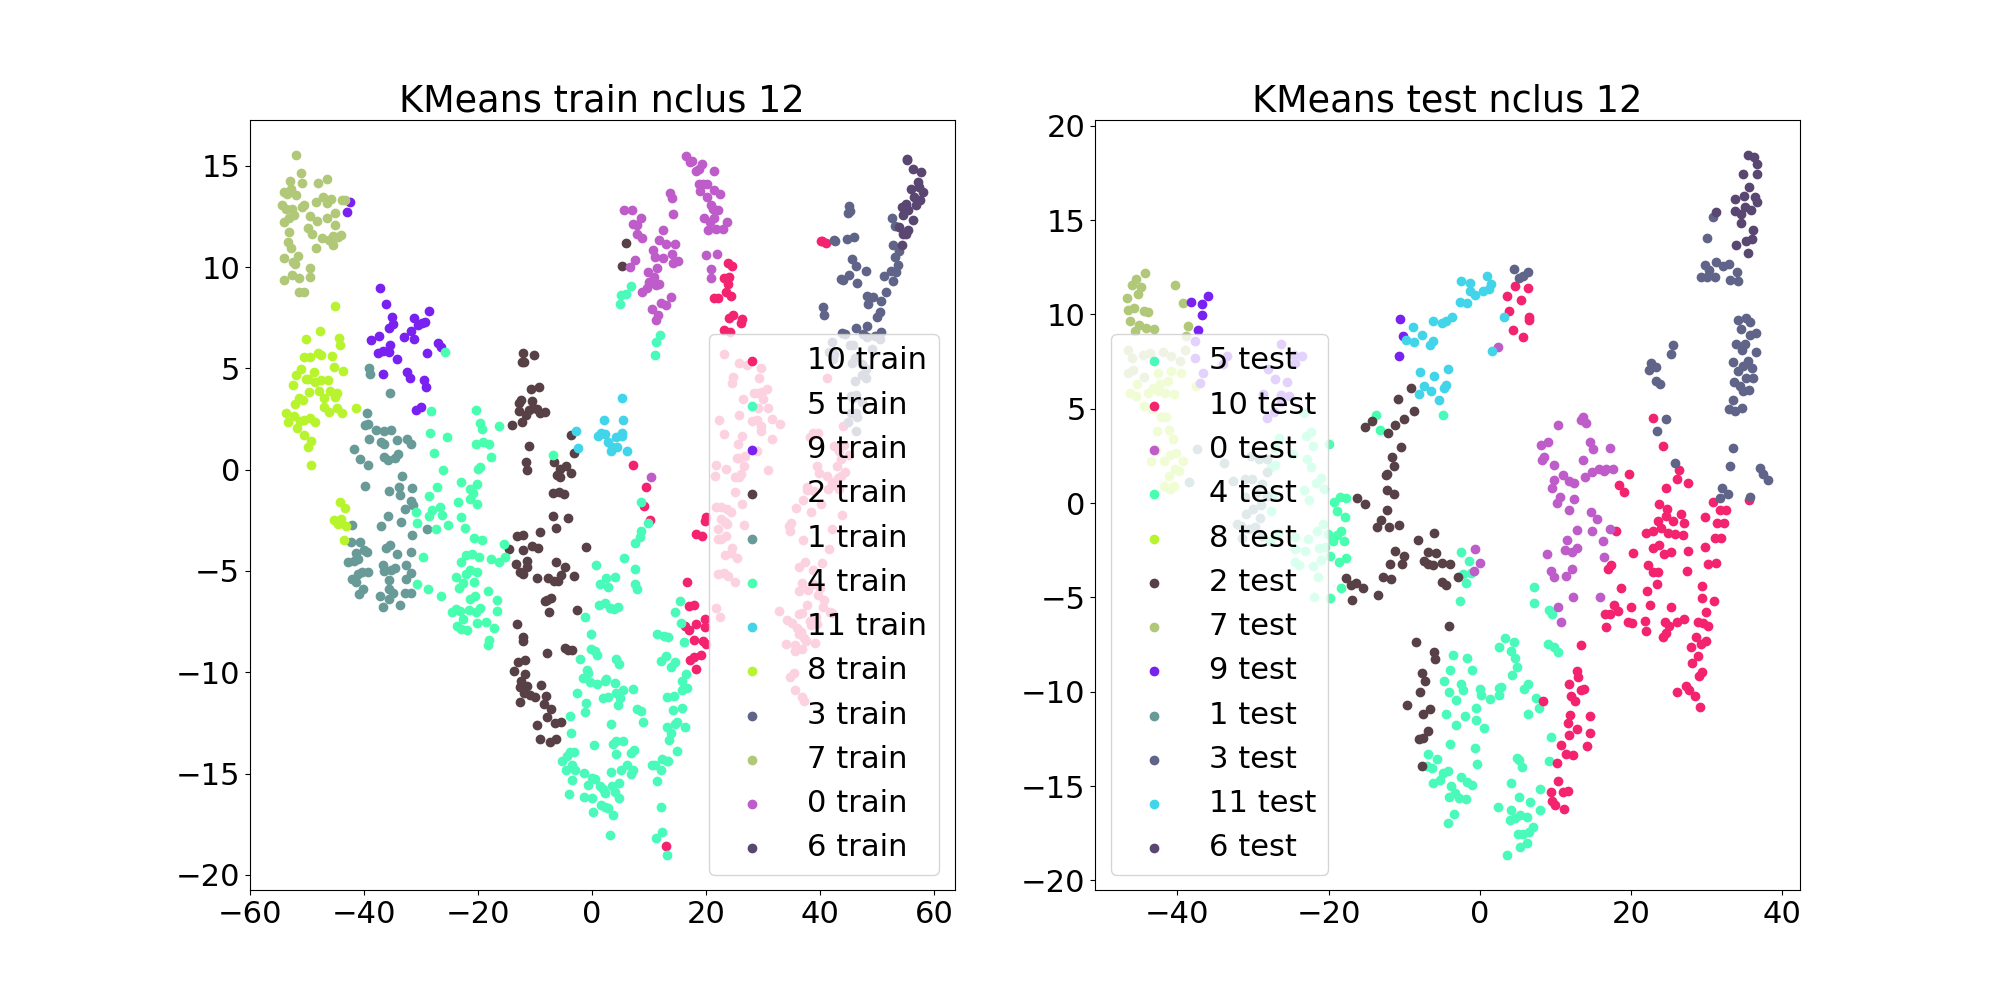 KMeans train nclus 12
15
10
5
0
−5
−10
−15
−20
−60 −40 −20 0 20 40 60
10 train
5 train
9 train
2 train
1 train
4 train
11 train
8 train
3 train
7 train
0 train
6 train
KMeans test nclus 12
20
15
10
5
0
−5
−10
−15
−20
−40 −20 0 20 40
5 test
10 test
0 test
4 test
8 test
2 test
7 test
9 test
1 test
3 test
11 test
6 test